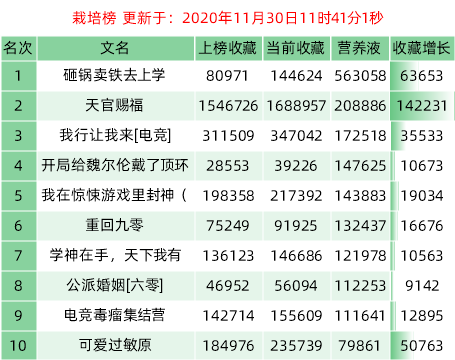 栽培榜 更新于：2020年11月30日11时41分1秒
名次 文名 上榜收藏 当前收藏 营养液 收藏增长
1 砸锅卖铁去上学 80971 144624 563058 63653
2 天官赐福 1546726 1688957 208886 142231
3 我行让我来[电竞] 311509 347042 172518 35533
4 开局给魏尔伦戴了顶环 28553 39226 147625 10673
5 我在惊悚游戏里封神（ 198358 217392 143883 19034
6 重回九零 75249 91925 132437 16676
7 学神在手，天下我有 136123 146686 121978 10563
8 公派婚姻[六零] 46952 56094 112253 9142
9 电竞毒瘤集结营 142714 155609 111641 12895
10 可爱过敏原 184976 235739 79861 50763